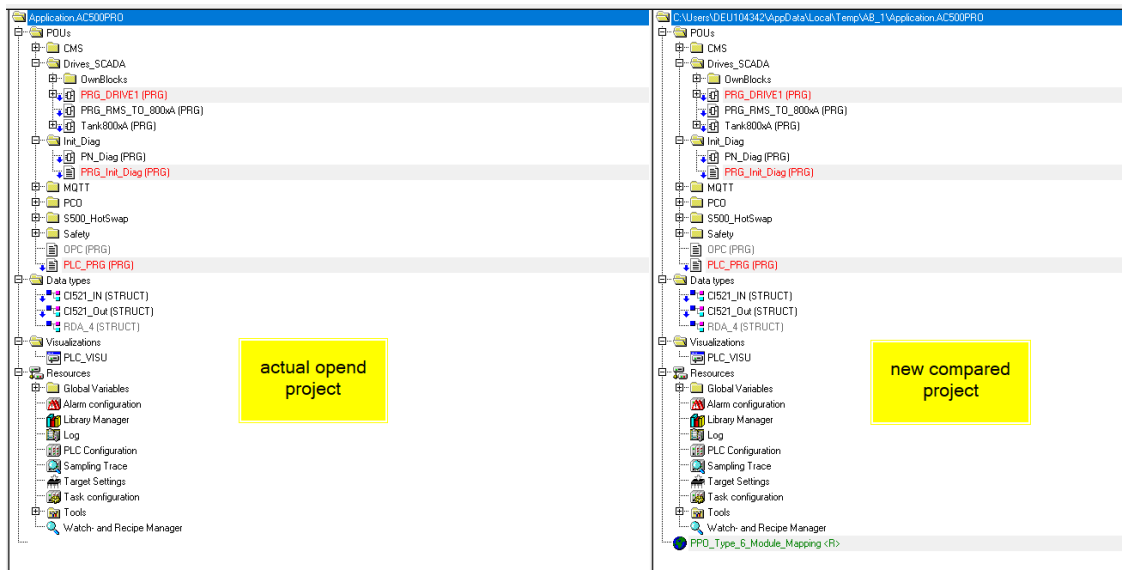 Application.AC500PRO
POUs
CMS
Drives_SCADA
OwnBlocks
PRG_DRIVE1 (PRG)
PRG_RMS_TO_800xA (PRG)
Tank800xA (PRG)
Init_Diag
PN_Diag (PRG)
PRG_Init_Diag (PRG)
MQTT
PCO
S500_HotSwap
Safety
OPC (PRG)
PLC_PRG (PRG)
Data types
CI521_IN (STRUCT)
CI521_Out (STRUCT)
RDA_4 (STRUCT)
Visualizations
PLC_VISU
Resources
Global Variables
Alarm configuration
Library Manager
Log
PLC Configuration
Sampling Trace
Target Settings
Task configuration
Tools
Watch- and Recipe Manager
actual opend
project
C:\Users\DEU104342\AppData\Local\Temp\AB_1\Application.AC500PRO
POUs
CMS
Drives_SCADA
OwnBlocks
PRG_DRIVE1 (PRG)
PRG_RMS_TO_800xA (PRG)
Tank800xA (PRG)
Init_Diag
PN_Diag (PRG)
PRG_Init_Diag (PRG)
MQTT
PCO
S500_HotSwap
Safety
OPC (PRG)
PLC_PRG (PRG)
Data types
CI521_IN (STRUCT)
CI521_Out (STRUCT)
RDA_4 (STRUCT)
Visualizations
PLC_VISU
Resources
Global Variables
Alarm configuration
Library Manager
Log
PLC Configuration
Sampling Trace
Target Settings
Task configuration
Tools
Watch- and Recipe Manager
PPO_Type_6_Module_Mapping <R>
new compared
project